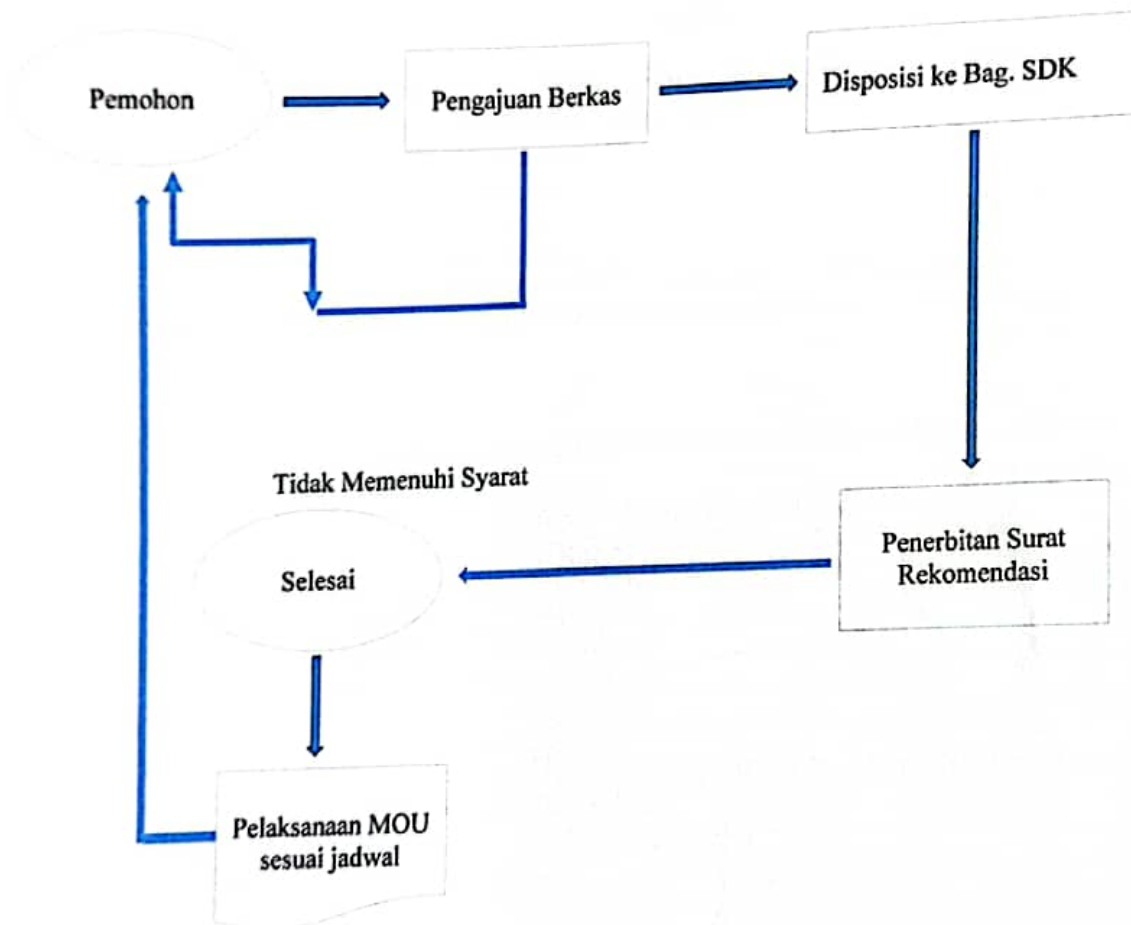 Pemohon
Pengajuan Berkas
Disposisi ke Bag. SDK
Tidak Memenuhi Syarat
Selesai
Penerbitan Surat
Rekomendasi
Pelaksanaan MOU
sesuai jadwal